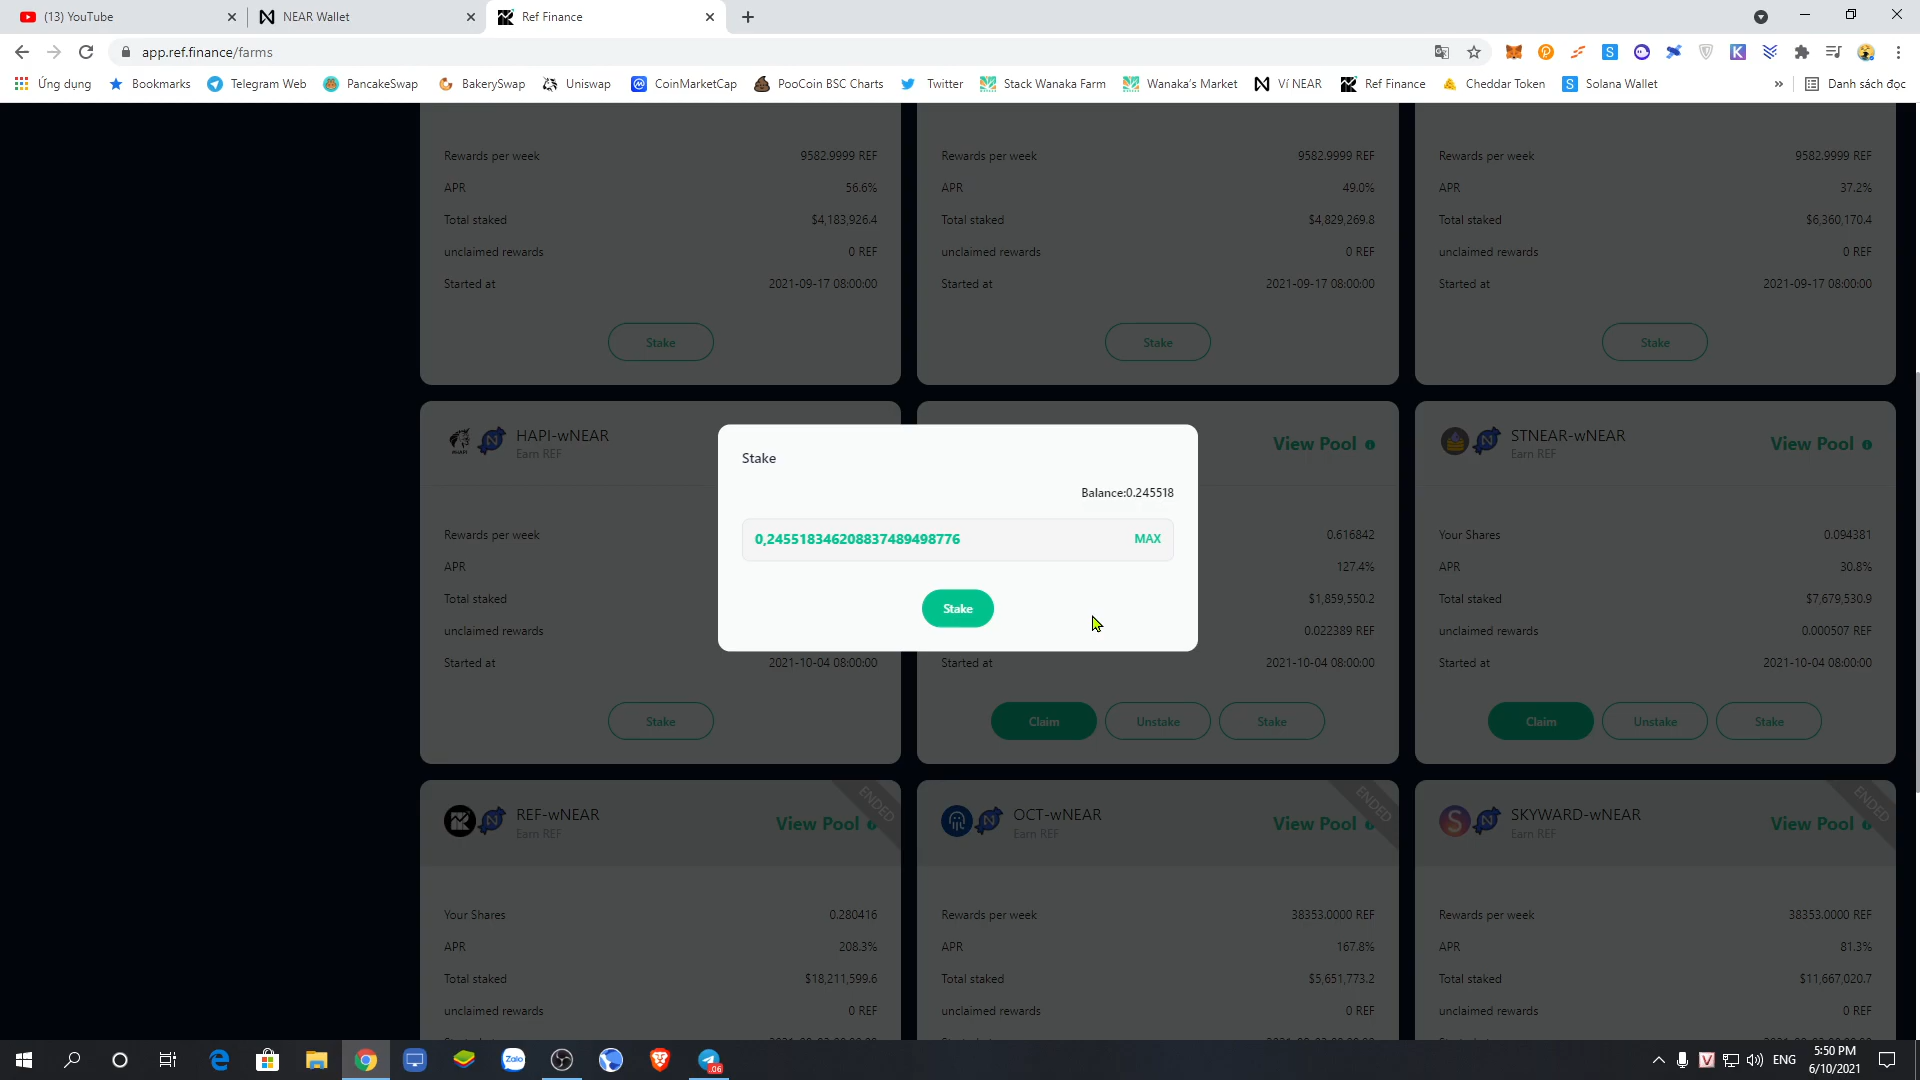 (13) YouTube
NEAR Wallet
Ref Finance
app.ref.finance/farms
Ứng dụng
Bookmarks
Telegram Web
PancakeSwap
BakerySwap
Uniswap
CoinMarketCap
PooCoin BSC Charts
Twitter
Stack Wanaka Farm
Wanaka's Market
Ví NEAR
Ref Finance
Cheddar Token
Solana Wallet
»
Danh sách đọc
Rewards per week 9582.9999 REF
APR 56.6%
Total staked $4,183,926.4
unclaimed rewards 0 REF
Started at 2021-09-17 08:00:00
Stake
Rewards per week 9582.9999 REF
APR 49.0%
Total staked $4,829,269.8
unclaimed rewards 0 REF
Started at 2021-09-17 08:00:00
Stake
Rewards per week 9582.9999 REF
APR 37.2%
Total staked $6,360,170.4
unclaimed rewards 0 REF
Started at 2021-09-17 08:00:00
Stake
HAPI-wNEAR
Earn REF
Rewards per week
APR
Total staked
unclaimed rewards
Started at 2021-10-04 08:00:00
Stake
Stake
Balance:0.245518
0,245518346208837489498776 MAX
Stake
View Pool
0.616842
127.4%
$1,859,550.2
0.022389 REF
Started at 2021-10-04 08:00:00
Claim Unstake Stake
STNEAR-wNEAR
Earn REF
View Pool
Your Shares 0.094381
APR 30.8%
Total staked $7,679,530.9
unclaimed rewards 0.000507 REF
Started at 2021-10-04 08:00:00
Claim Unstake Stake
REF-wNEAR
Earn REF
View Pool
ENDED
Your Shares 0.280416
APR 208.3%
Total staked $18,211,599.6
unclaimed rewards 0 REF
OCT-wNEAR
Earn REF
View Pool
ENDED
Rewards per week 38353.0000 REF
APR 167.8%
Total staked $5,651,773.2
unclaimed rewards 0 REF
SKYWARD-wNEAR
Earn REF
View Pool
ENDED
Rewards per week 38353.0000 REF
APR 81.3%
Total staked $11,667,020.7
unclaimed rewards 0 REF
Zalo
.06
ENG
5:50 PM
6/10/2021